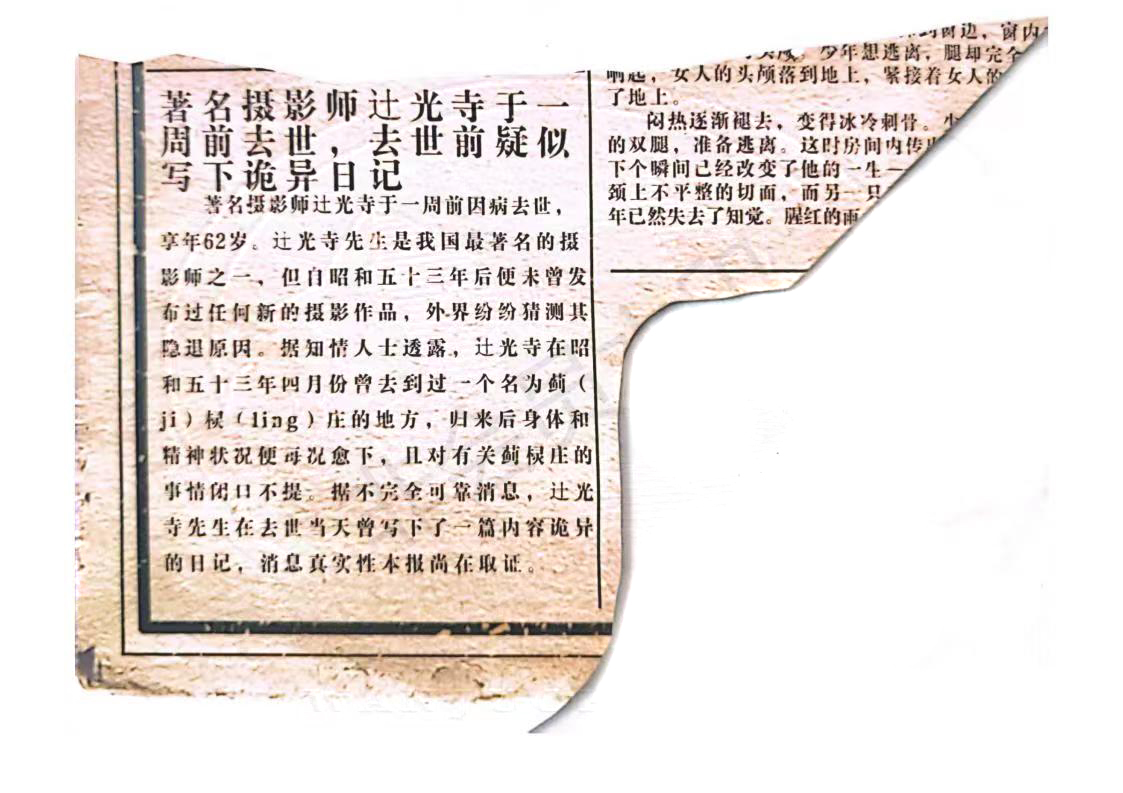 著名摄影师辻光寺于一
周前去世，去世前疑似
写下诡异日记
著名摄影师辻光寺于一周前因病去世，
享年62岁。辻光寺先生是我国最著名的摄
影师之一，但自昭和五十三年后便未曾发
布过任何新的摄影作品，外界纷纷猜测其
隐退原因。据知情人士透露，辻光寺在昭
和五十三年四月份曾去到过一个名为蓟（
ji）棂（ling）庄的地方，归来后身体和
精神状况便每况愈下，且对有关蓟棂庄的
事情闭口不提。据不完全可靠消息，辻光
寺先生在去世当天曾写下了一篇内容诡异
的日记，消息真实性本报尚在取证。
到窗边，窗内
少年想逃离，腿却完全
响起，女人的头颅落到地上，紧接着女人的
了地上。
闷热逐渐褪去，变得冰冷刺骨。
的双腿，准备逃离。这时房间内传
下个瞬间已经改变了他的一生
颈上不平整的切面，而另一只
年已然失去了知觉。腥红的雨